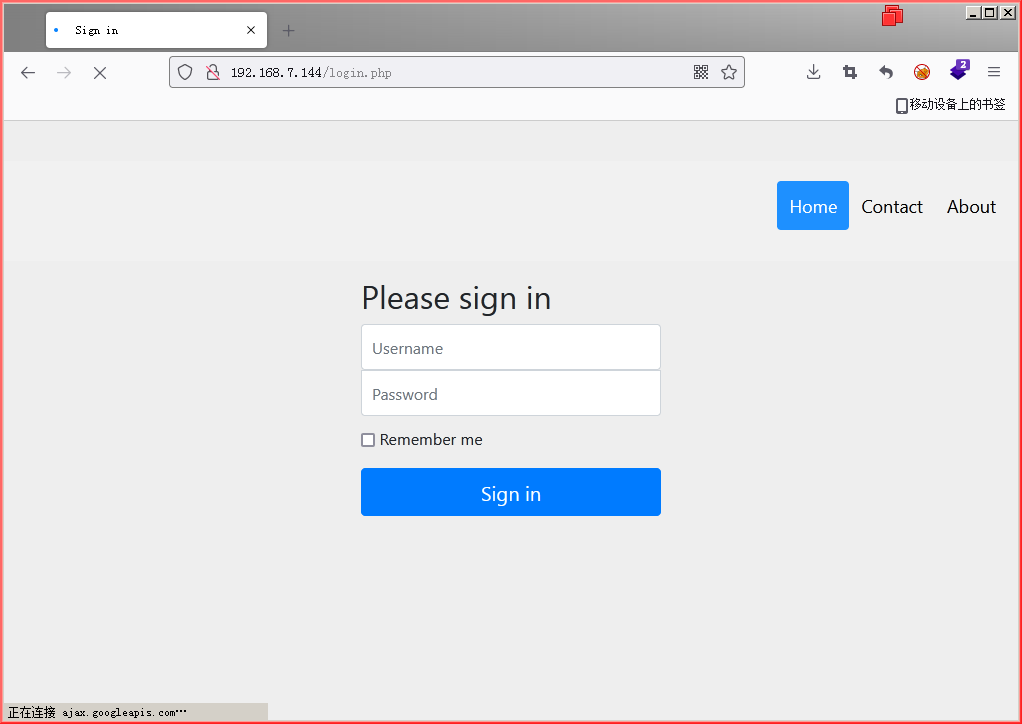 Sign in
192.168.7.144/login.php
2
移动设备上的书签
Home Contact About
Please sign in
Username
Password
Remember me
Sign in
正在连接 ajax.googleapis.com…